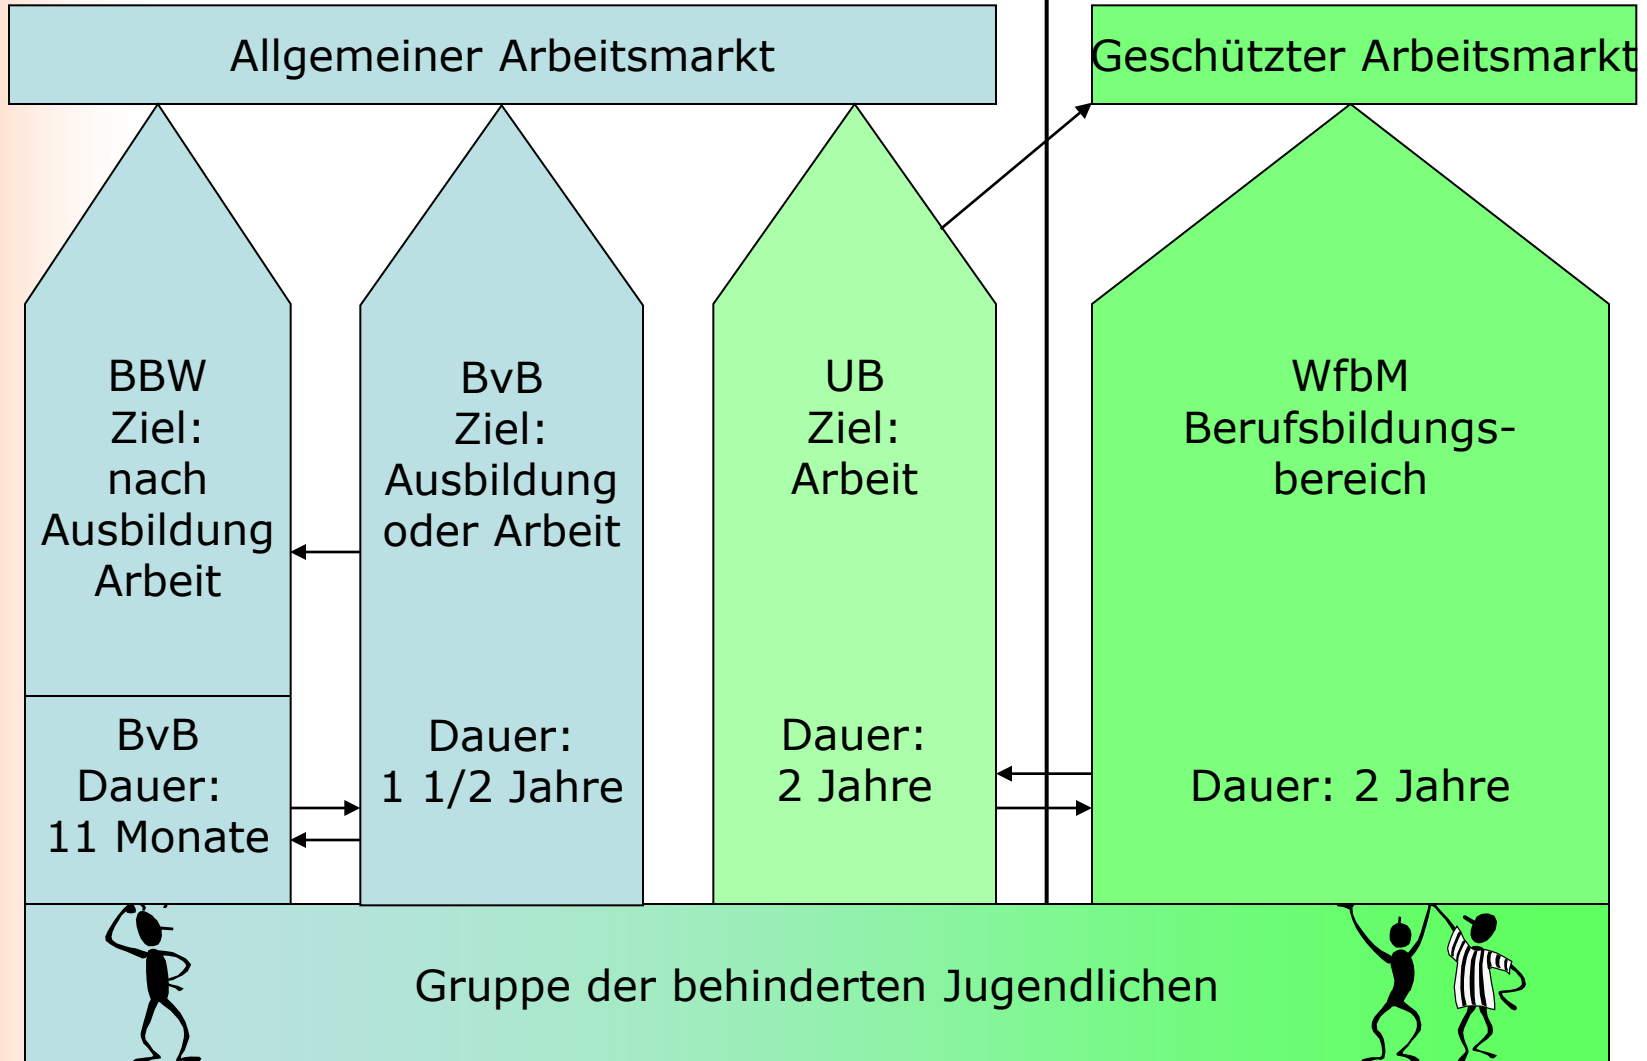 Allgemeiner Arbeitsmarkt
Geschützter Arbeitsmarkt
BBW
Ziel:
nach
Ausbildung
Arbeit
BvB
Dauer:
11 Monate
BvB
Ziel:
Ausbildung
oder Arbeit
Dauer:
1 1/2 Jahre
UB
Ziel:
Arbeit
Dauer:
2 Jahre
WfbM
Berufsbildungs-
bereich
Dauer: 2 Jahre
Gruppe der behinderten Jugendlichen